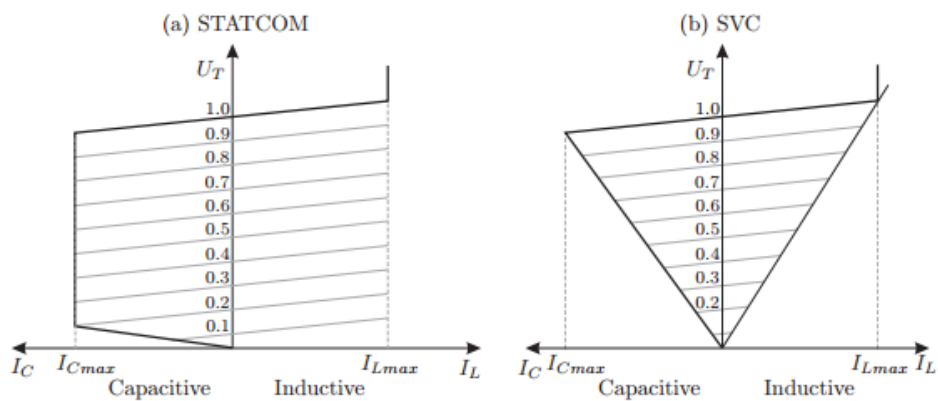 (a) STATCOM
U_T
1.0
0.9
0.8
0.7
0.6
0.5
0.4
0.3
0.2
0.1
I_C I_Cmax I_Lmax I_L
Capacitive Inductive
(b) SVC
U_T
1.0
0.9
0.8
0.7
0.6
0.5
0.4
0.3
0.2
I_C I_Cmax I_Lmax I_L
Capacitive Inductive